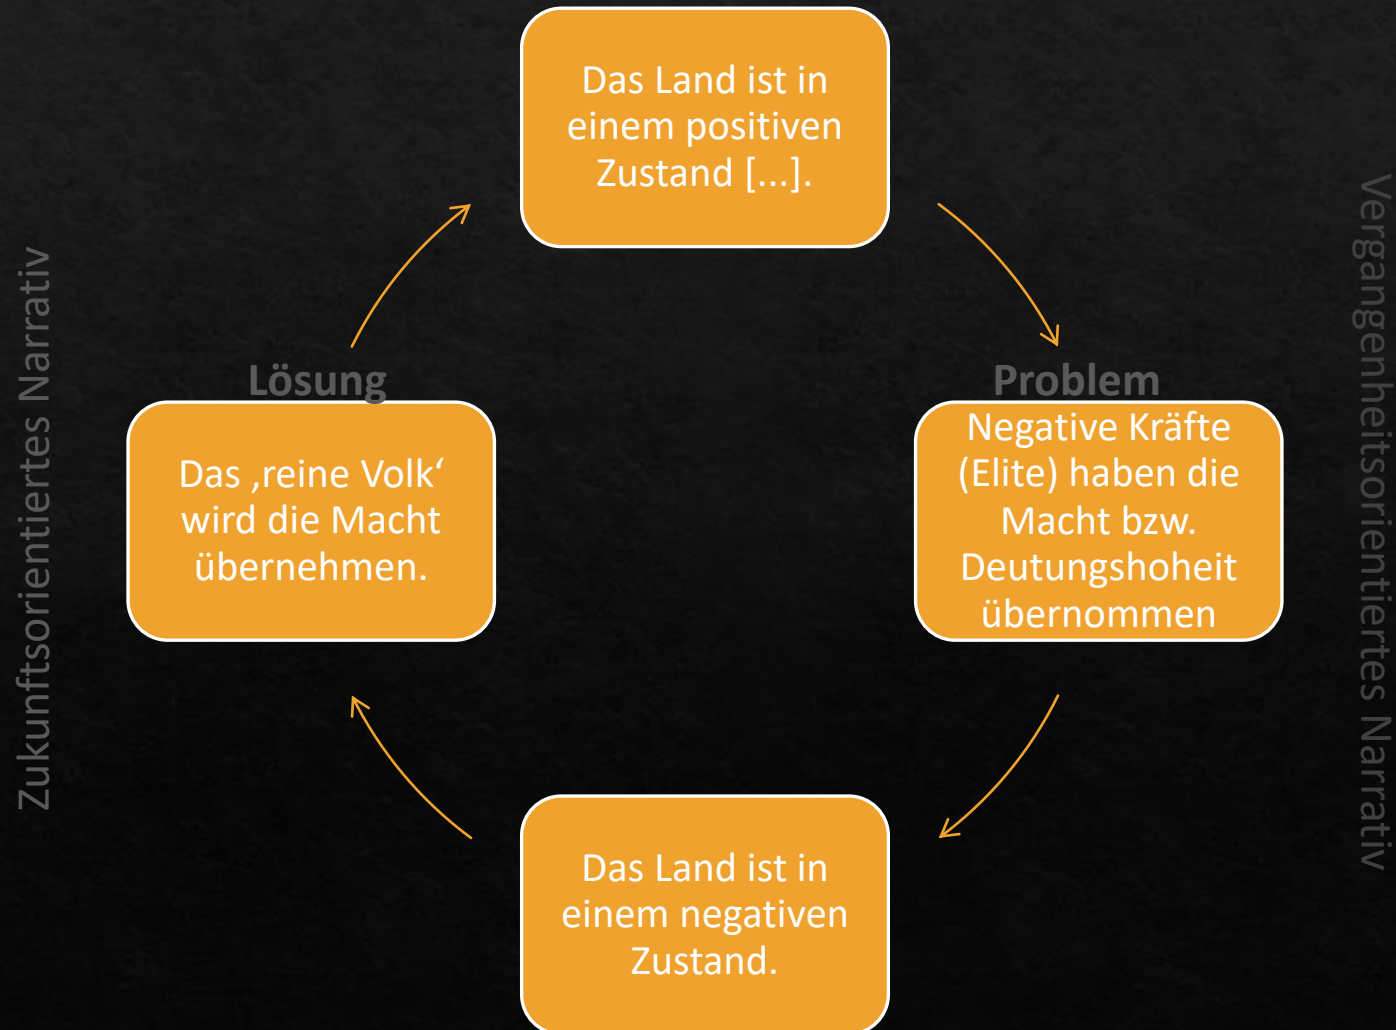 Das Land ist in
einem positiven
Zustand [...].
Zukunftsorientiertes Narrativ
Lösung
Das ‚reine Volk‘
wird die Macht
übernehmen.
Problem
Negative Kräfte
(Elite) haben die
Macht bzw.
Deutungshoheit
übernommen
Vergangenheitsorientiertes Narrativ
Das Land ist in
einem negativen
Zustand.